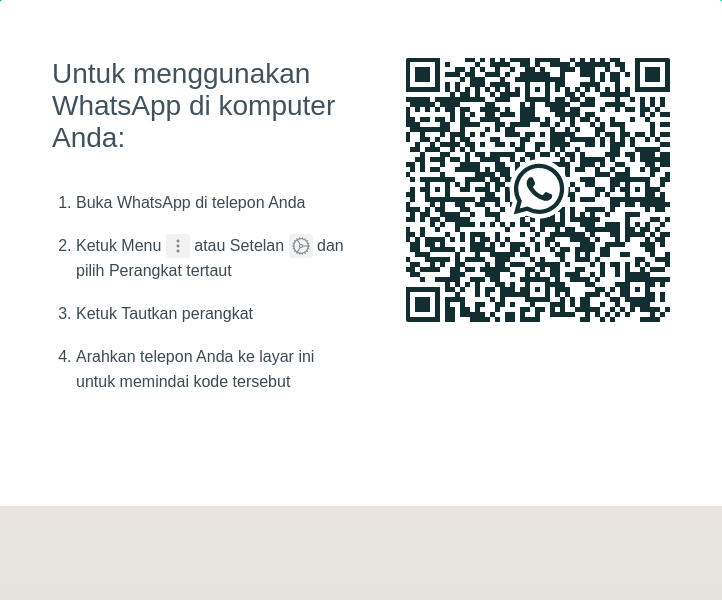 Untuk menggunakan
WhatsApp di komputer
Anda:
1. Buka WhatsApp di telepon Anda
2. Ketuk Menu atau Setelan dan
pilih Perangkat tertaut
3. Ketuk Tautkan perangkat
4. Arahkan telepon Anda ke layar ini
untuk memindai kode tersebut